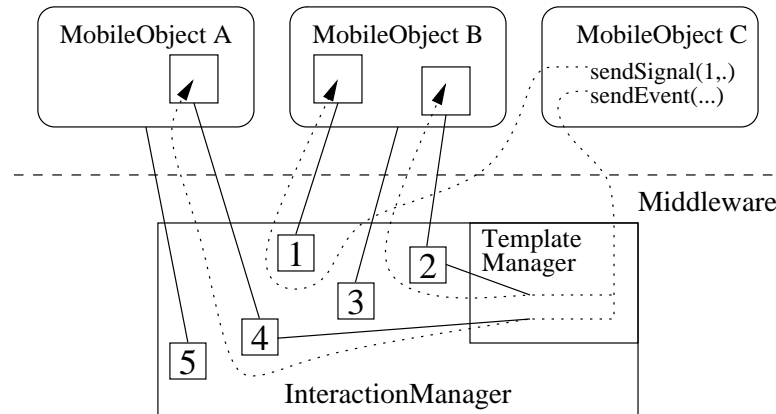 MobileObject A
MobileObject B
MobileObject C
sendSignal(1,.)
sendEvent(...)
Middleware
1
2
Template
Manager
3
4
5
InteractionManager